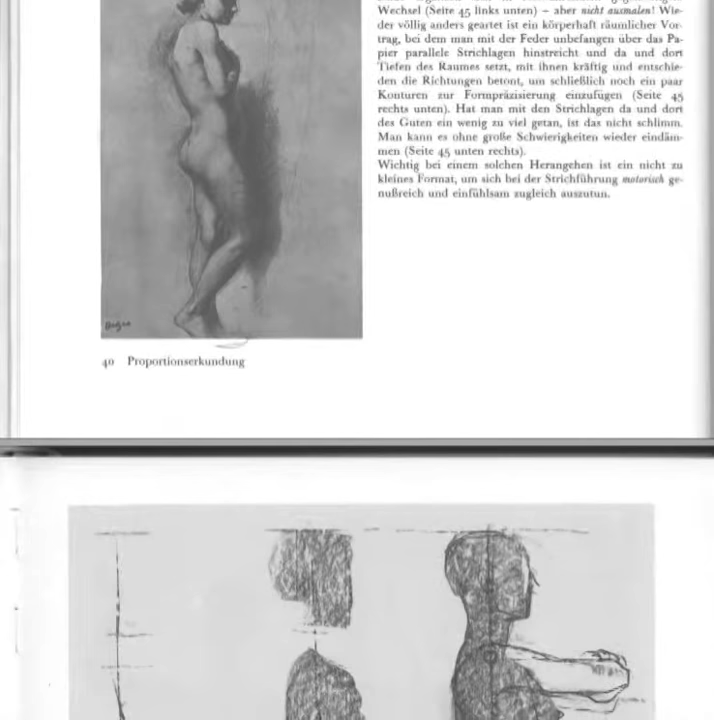 Wechsel (Seite 45 links unten) – aber nicht ausmalen! Wie-
der völlig anders geartet ist ein körperhaft räumlicher Vor-
trag, bei dem man mit der Feder unbefangen über das Pa-
pier parallele Strichlagen hinstreicht und da und dort
Tiefen des Raumes setzt, mit ihnen kräftig und entschie-
den die Richtungen betont, um schließlich noch ein paar
Konturen zur Formpräzisierung einzufügen (Seite 45
rechts unten). Hat man mit den Strichlagen da und dort
des Guten ein wenig zu viel getan, ist das nicht schlimm.
Man kann es ohne große Schwierigkeiten wieder eindäm-
men (Seite 45 unten rechts).
Wichtig bei einem solchen Herangehen ist ein nicht zu
kleines Format, um sich bei der Strichführung motorisch ge-
nußreich und einfühlsam zugleich auszutun.
Degas
40 Proportionserkundung